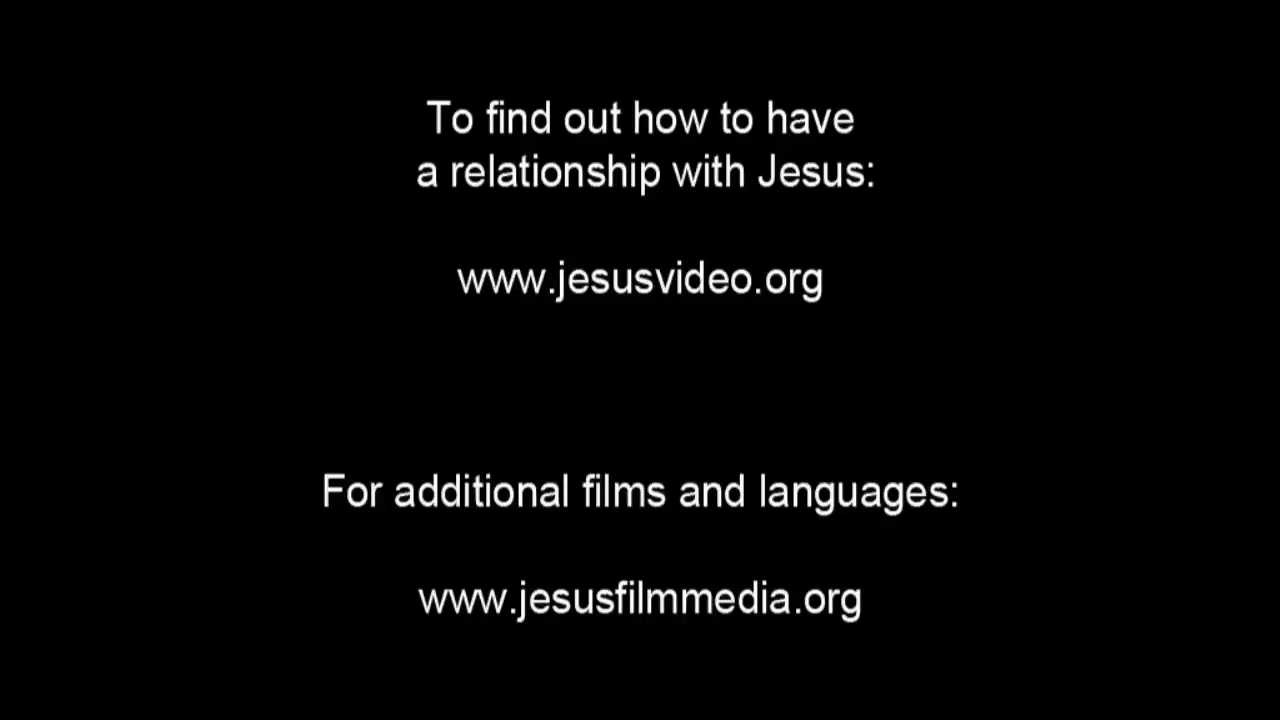 To find out how to have
a relationship with Jesus:
www.jesusvideo.org
For additional films and languages:
www.jesusfilmmedia.org